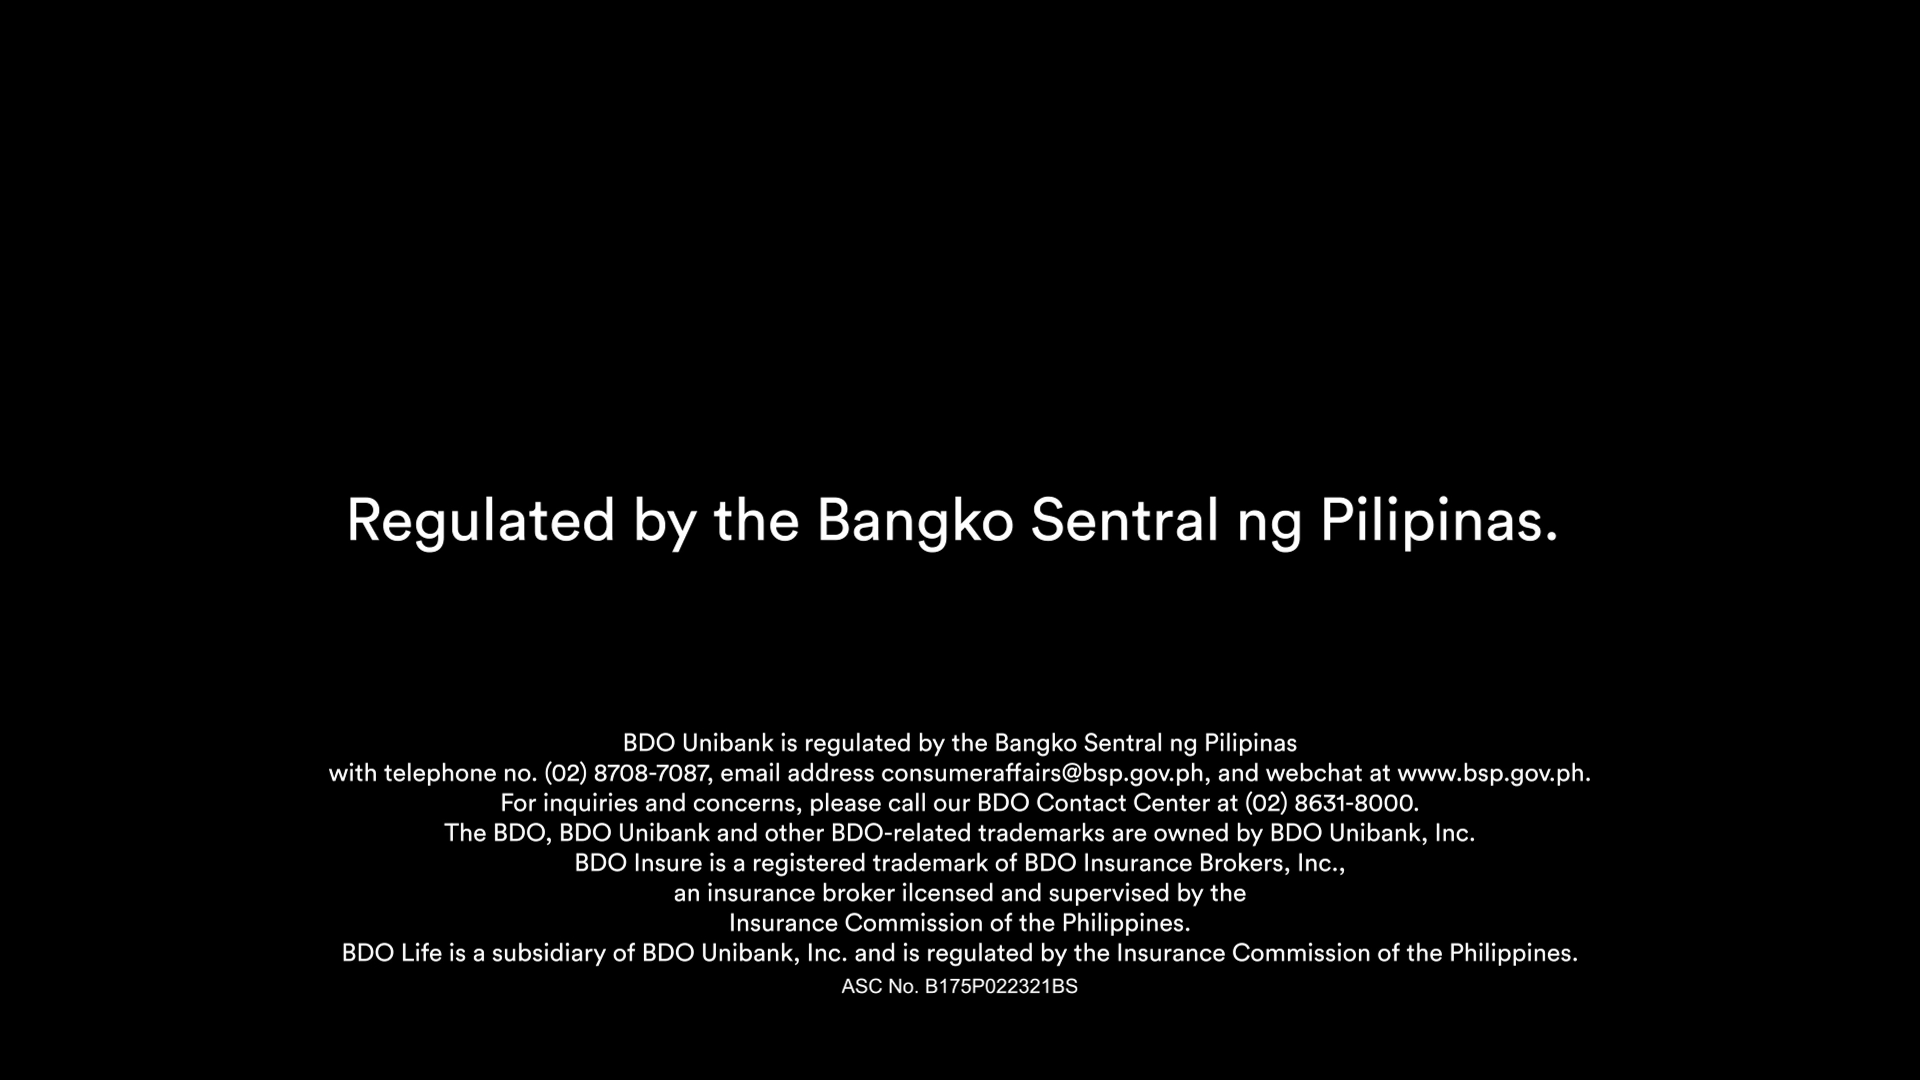 Regulated by the Bangko Sentral ng Pilipinas.
BDO Unibank is regulated by the Bangko Sentral ng Pilipinas
with telephone no. (02) 8708-7087, email address consumeraffairs@bsp.gov.ph, and webchat at www.bsp.gov.ph.
For inquiries and concerns, please call our BDO Contact Center at (02) 8631-8000.
The BDO, BDO Unibank and other BDO-related trademarks are owned by BDO Unibank, Inc.
BDO Insure is a registered trademark of BDO Insurance Brokers, Inc.,
an insurance broker ilcensed and supervised by the
Insurance Commission of the Philippines.
BDO Life is a subsidiary of BDO Unibank, Inc. and is regulated by the Insurance Commission of the Philippines.
ASC No. B175P022321BS